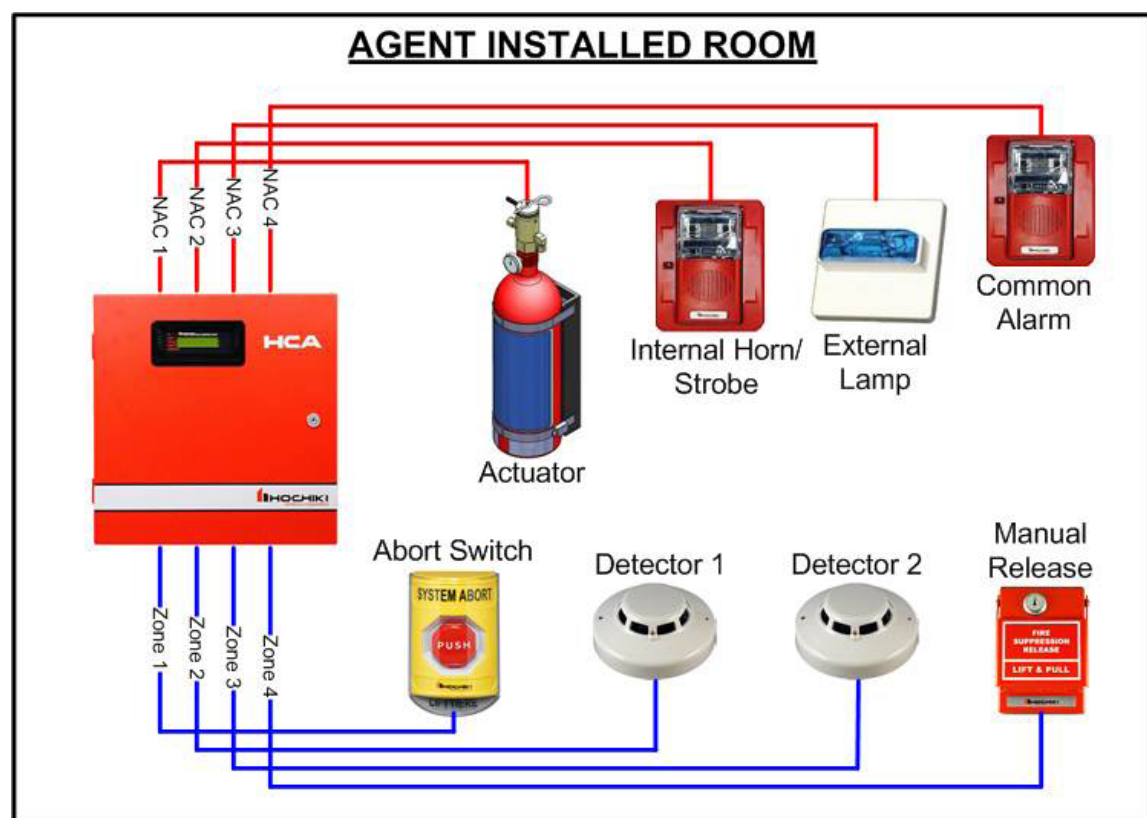 AGENT INSTALLED ROOM
NAC 1
NAC 2
NAC 3
NAC 4
HCA
HOCHIKI
Actuator
Internal Horn/
Strobe
External
Lamp
Common
Alarm
Abort Switch
SYSTEM ABORT
PUSH
HOCHIKI
Detector 1
Detector 2
Manual
Release
FIRE
SUPPRESSION
RELEASE
LIFT & PULL
HOCHIKI
Zone 1
Zone 2
Zone 3
Zone 4